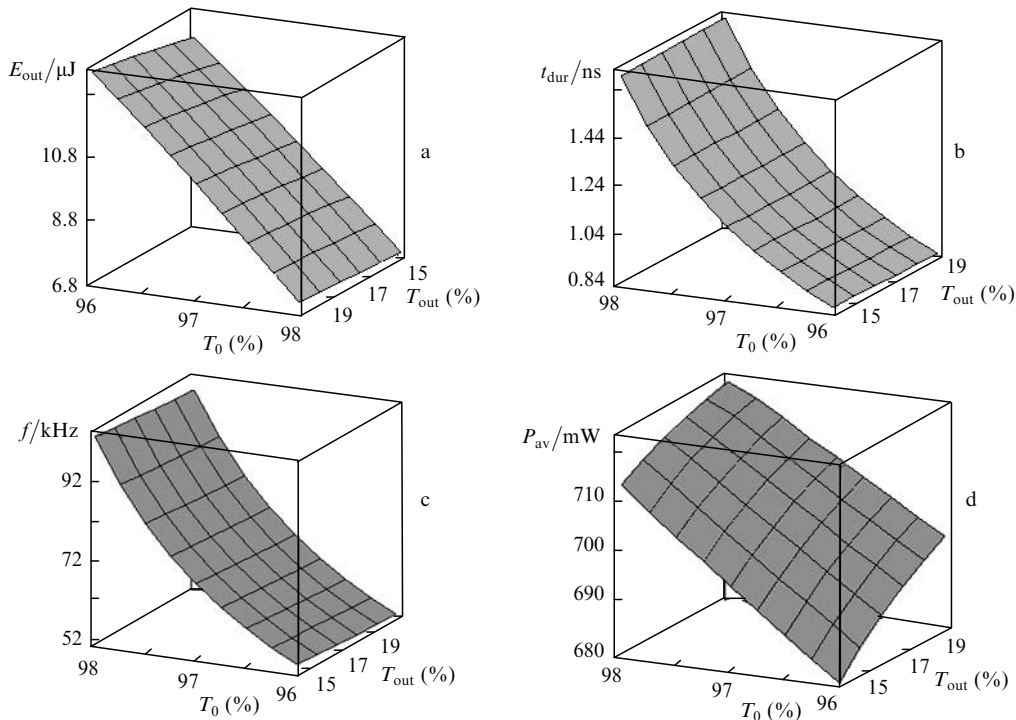 E_out/μJ
10.8
8.8
6.8
96
97
98
T_0 (%)
19
17
15
T_out (%)
a
t_dur/ns
1.44
1.24
1.04
0.84
98
97
96
T_0 (%)
15
17
19
T_out (%)
b
f/kHz
92
72
52
98
97
96
T_0 (%)
15
17
19
T_out (%)
c
P_av/mW
710
700
690
680
98
97
96
T_0 (%)
15
17
19
T_out (%)
d